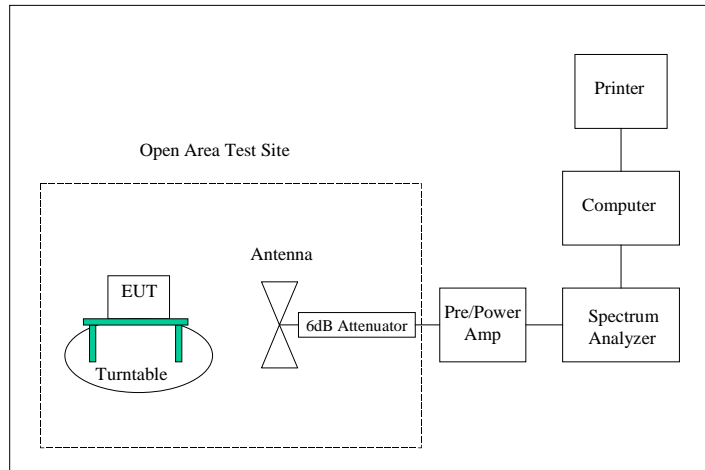 Printer
Open Area Test Site
Computer
Antenna
EUT
6dB Attenuator
Pre/Power
Amp
Spectrum
Analyzer
Turntable